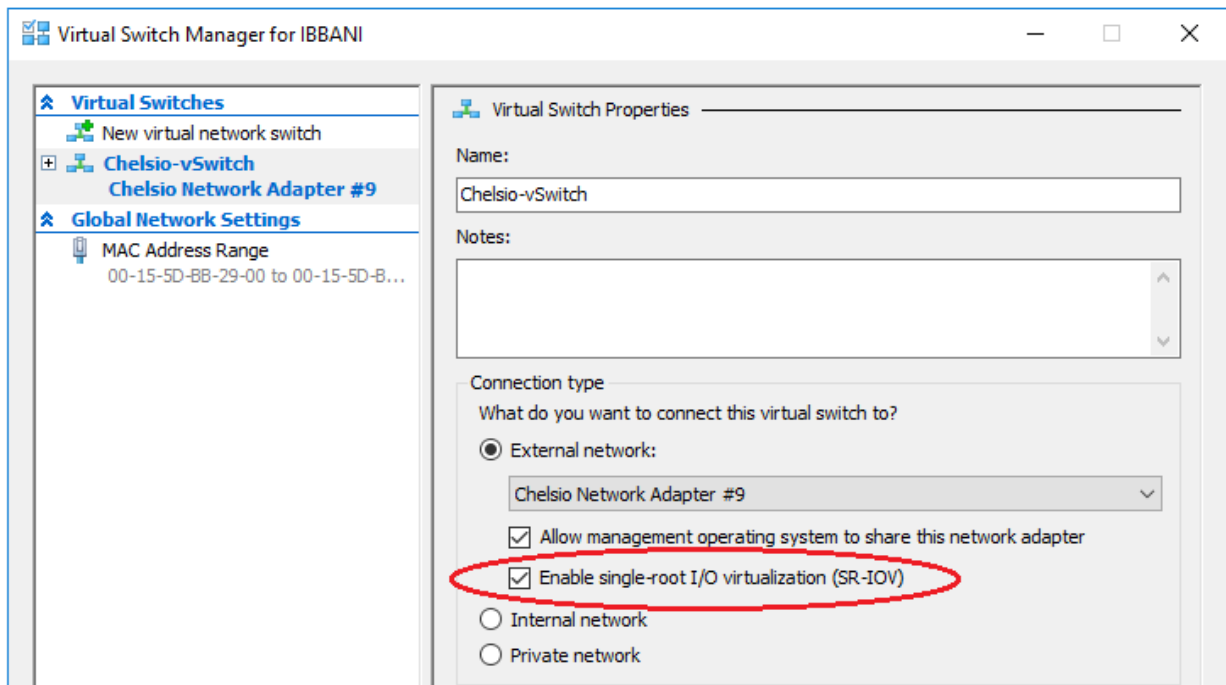 Virtual Switch Manager for IBBANI
Virtual Switches
New virtual network switch
Chelsio-vSwitch
Chelsio Network Adapter #9
Global Network Settings
MAC Address Range
00-15-5D-BB-29-00 to 00-15-5D-B...
Virtual Switch Properties
Name:
Chelsio-vSwitch
Notes:
Connection type
What do you want to connect this virtual switch to?
External network:
Chelsio Network Adapter #9
Allow management operating system to share this network adapter
Enable single-root I/O virtualization (SR-IOV)
Internal network
Private network